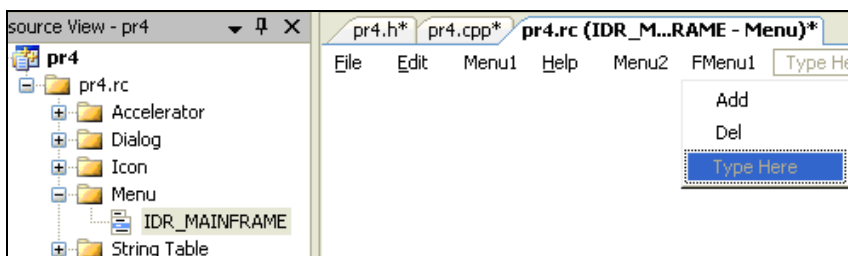 source View - pr4
pr4
pr4.rc
Accelerator
Dialog
Icon
Menu
IDR_MAINFRAME
String Table
pr4.h* pr4.cpp* pr4.rc (IDR_M...RAME - Menu)*
File Edit Menu1 Help Menu2 FMenu1 Type He
Add
Del
Type Here